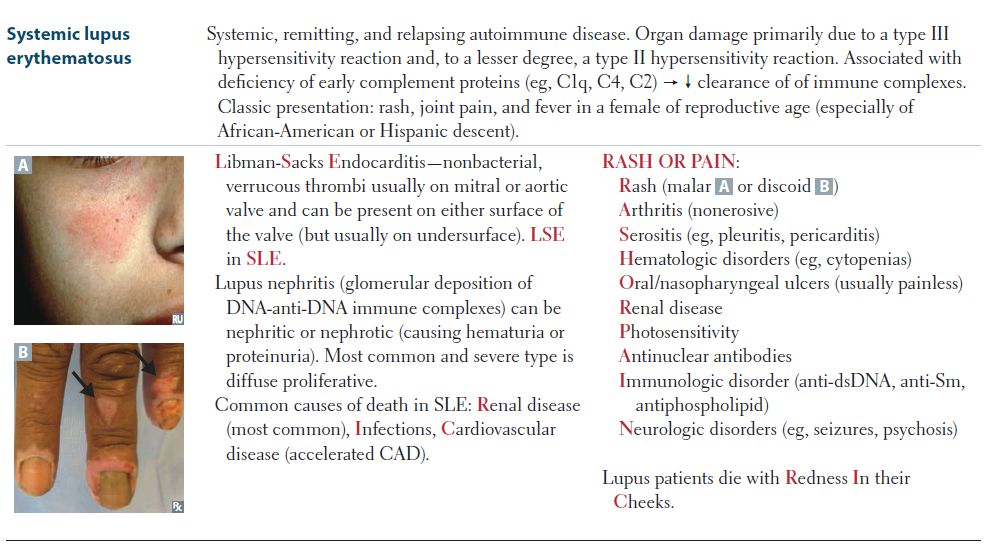 Systemic lupus
erythematosus
Systemic, remitting, and relapsing autoimmune disease. Organ damage primarily due to a type III
hypersensitivity reaction and, to a lesser degree, a type II hypersensitivity reaction. Associated with
deficiency of early complement proteins (eg, C1q, C4, C2) → ↓ clearance of of immune complexes.
Classic presentation: rash, joint pain, and fever in a female of reproductive age (especially of
African-American or Hispanic descent).
A
RU
B
Rx
Libman-Sacks Endocarditis—nonbacterial,
verrucous thrombi usually on mitral or aortic
valve and can be present on either surface of
the valve (but usually on undersurface). LSE
in SLE.
Lupus nephritis (glomerular deposition of
DNA-anti-DNA immune complexes) can be
nephritic or nephrotic (causing hematuria or
proteinuria). Most common and severe type is
diffuse proliferative.
Common causes of death in SLE: Renal disease
(most common), Infections, Cardiovascular
disease (accelerated CAD).
RASH OR PAIN:
Rash (malar A or discoid B)
Arthritis (nonerosive)
Serositis (eg, pleuritis, pericarditis)
Hematologic disorders (eg, cytopenias)
Oral/nasopharyngeal ulcers (usually painless)
Renal disease
Photosensitivity
Antinuclear antibodies
Immunologic disorder (anti-dsDNA, anti-Sm,
antiphospholipid)
Neurologic disorders (eg, seizures, psychosis)
Lupus patients die with Redness In their
Cheeks.